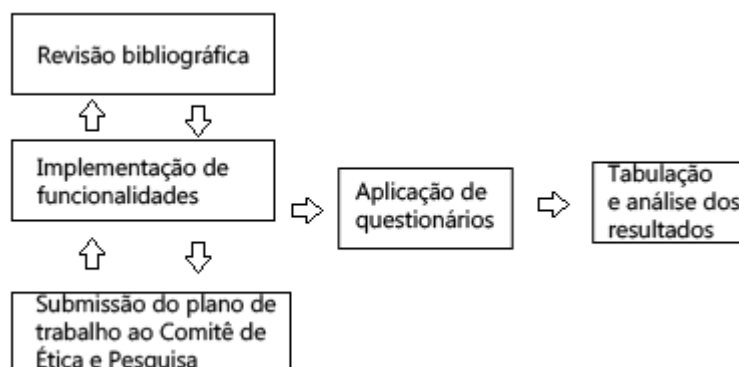 Revisão bibliográfica
Implementação de
funcionalidades
Submissão do plano de
trabalho ao Comitê de
Ética e Pesquisa
Aplicação de
questionários
Tabulação
e análise dos
resultados